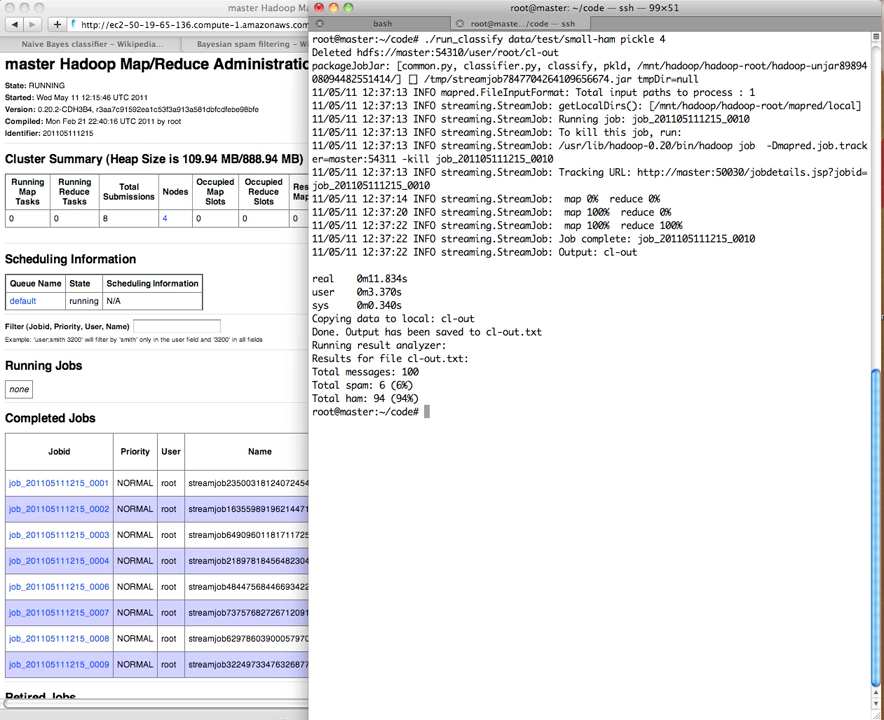 master Hadoop Ma
http://ec2-50-19-65-136.compute-1.amazonaws.com
Naive Bayes classifier - Wikipedia...
Bayesian spam filtering - W
master Hadoop Map/Reduce Administratio
State: RUNNING
Started: Wed May 11 12:15:46 UTC 2011
Version: 0.20.2-CDH3B4, r3aa7c91592ea1c53f3a913a581dbfcdfebe98bfe
Compiled: Mon Feb 21 22:40:16 UTC 2011 by root
Identifier: 201105111215
Cluster Summary (Heap Size is 109.94 MB/888.94 MB)
Running Map Tasks
Running Reduce Tasks
Total Submissions
Nodes
Occupied Map Slots
Occupied Reduce Slots
Res
Map
0 0 8 4 0 0 0
Scheduling Information
Queue Name State Scheduling Information
default running N/A
Filter (Jobid, Priority, User, Name)
Example: 'user:smith 3200' will filter by 'smith' only in the user field and '3200' in all fields
Running Jobs
none
Completed Jobs
Jobid Priority User Name
job_201105111215_0001 NORMAL root streamjob23500318124072454
job_201105111215_0002 NORMAL root streamjob163559891962144 71
job_201105111215_0003 NORMAL root streamjob64909601181711725
job_201105111215_0004 NORMAL root streamjob218978184564823 04
job_201105111215_0006 NORMAL root streamjob484475684466934 22
job_201105111215_0007 NORMAL root streamjob737576827267120 91
job_201105111215_0008 NORMAL root streamjob629786039000579 70
job_201105111215_0009 NORMAL root streamjob322497334763268 77
Retired Jobs
root@master: ~/code — ssh — 99×51
bash
root@maste.../code — ssh
root@master:~/code# ./run_classify data/test/small-ham pickle 4
Deleted hdfs://master:54310/user/root/cl-out
packageJobJar: [common.py, classifier.py, classify, pkld, /mnt/hadoop/hadoop-root/hadoop-unjar89894
08094482551414/] [] /tmp/streamjob7847704264109656674.jar tmpDir=null
11/05/11 12:37:13 INFO mapred.FileInputFormat: Total input paths to process : 1
11/05/11 12:37:13 INFO streaming.StreamJob: getLocalDirs(): [/mnt/hadoop/hadoop-root/mapred/local]
11/05/11 12:37:13 INFO streaming.StreamJob: Running job: job_201105111215_0010
11/05/11 12:37:13 INFO streaming.StreamJob: To kill this job, run:
11/05/11 12:37:13 INFO streaming.StreamJob: /usr/lib/hadoop-0.20/bin/hadoop job  -Dmapred.job.track
er=master:54311 -kill job_201105111215_0010
11/05/11 12:37:13 INFO streaming.StreamJob: Tracking URL: http://master:50030/jobdetails.jsp?jobid=
job_201105111215_0010
11/05/11 12:37:14 INFO streaming.StreamJob:  map 0%  reduce 0%
11/05/11 12:37:20 INFO streaming.StreamJob:  map 100%  reduce 0%
11/05/11 12:37:22 INFO streaming.StreamJob:  map 100%  reduce 100%
11/05/11 12:37:22 INFO streaming.StreamJob: Job complete: job_201105111215_0010
11/05/11 12:37:22 INFO streaming.StreamJob: Output: cl-out
real 0m11.834s
user 0m3.370s
sys 0m0.340s
Copying data to local: cl-out
Done. Output has been saved to cl-out.txt
Running result analyzer:
Results for file cl-out.txt:
Total messages: 100
Total spam: 6 (6%)
Total ham: 94 (94%)
root@master:~/code#